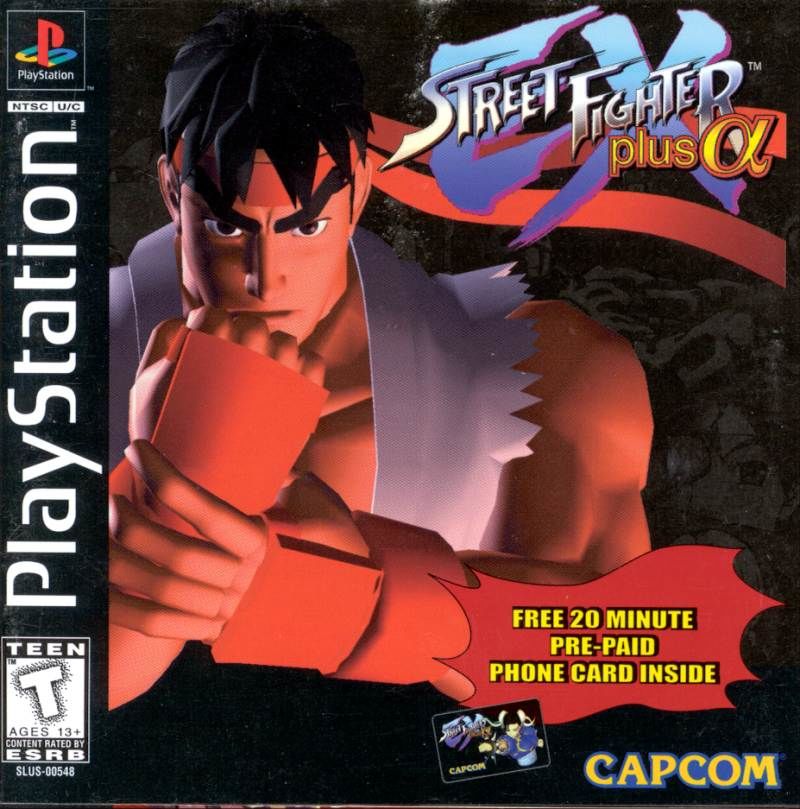 PlayStation
NTSC U/C
PlayStation
EX
STREET FIGHTER
plus α
FREE 20 MINUTE
PRE-PAID
PHONE CARD INSIDE
TEEN
T
AGES 13+
CONTENT RATED BY
ESRB
SLUS-00548
CAPCOM
CAPCOM